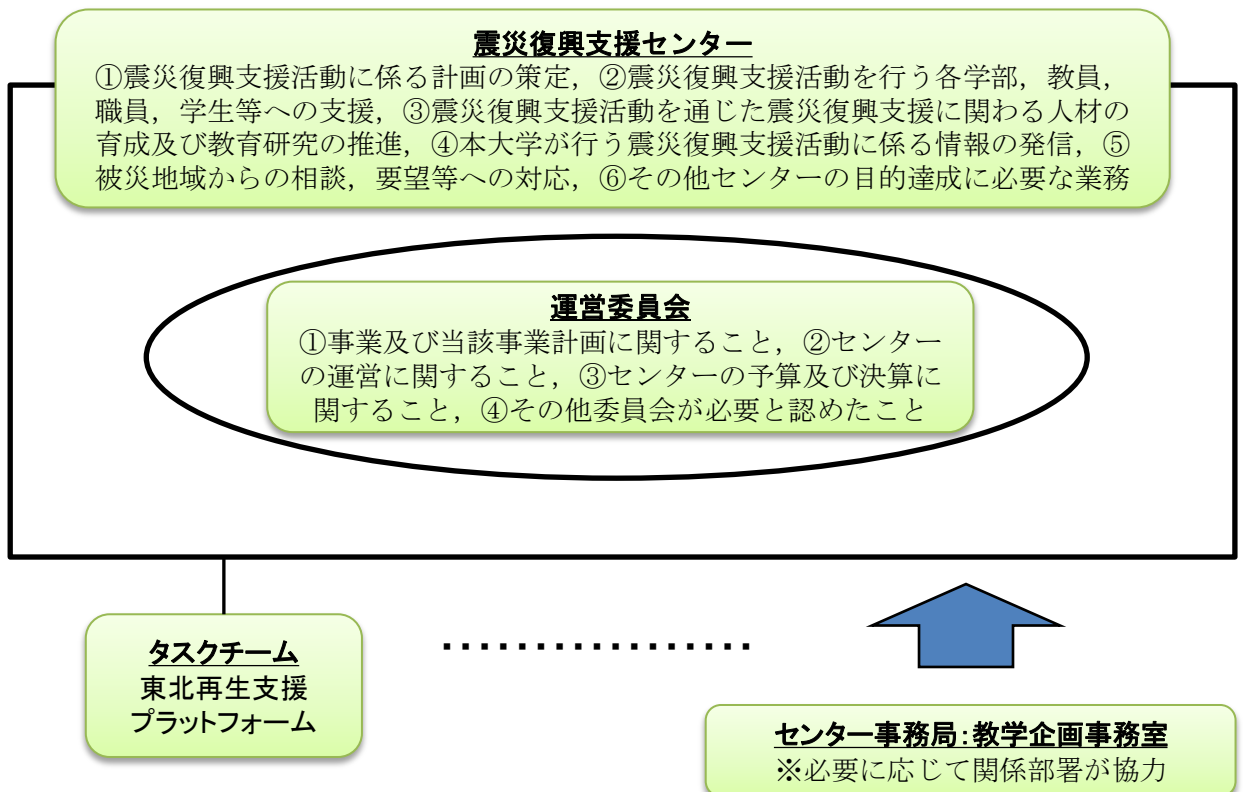 震災復興支援センター
①震災復興支援活動に係る計画の策定，②震災復興支援活動を行う各学部，教員，
職員，学生等への支援，③震災復興支援活動を通じた震災復興支援に関わる人材の
育成及び教育研究の推進，④本大学が行う震災復興支援活動に係る情報の発信，⑤
被災地域からの相談，要望等への対応，⑥その他センターの目的達成に必要な業務
運営委員会
①事業及び当該事業計画に関すること，②センター
の運営に関すること，③センターの予算及び決算に
関すること，④その他委員会が必要と認めたこと
タスクチーム
東北再生支援
プラットフォーム
センター事務局：教学企画事務室
※必要に応じて関係部署が協力